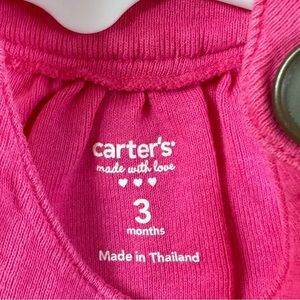 carter's®
made with love
3
months
Made in Thailand